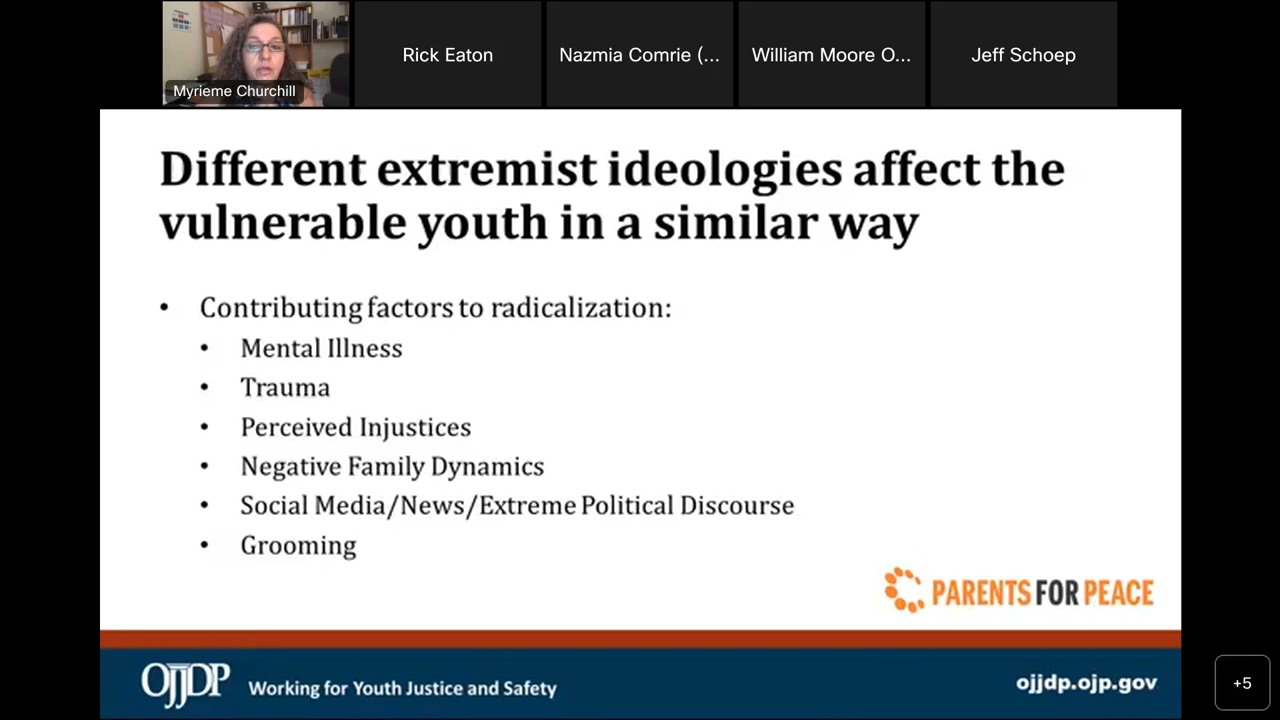 Myrieme Churchill
Rick Eaton
Nazmia Comrie (...
William Moore O...
Jeff Schoep
Different extremist ideologies affect the
vulnerable youth in a similar way
• Contributing factors to radicalization:
• Mental Illness
• Trauma
• Perceived Injustices
• Negative Family Dynamics
• Social Media/News/Extreme Political Discourse
• Grooming
PARENTS FOR PEACE
OJJDP Working for Youth Justice and Safety
ojjdp.ojp.gov
+5